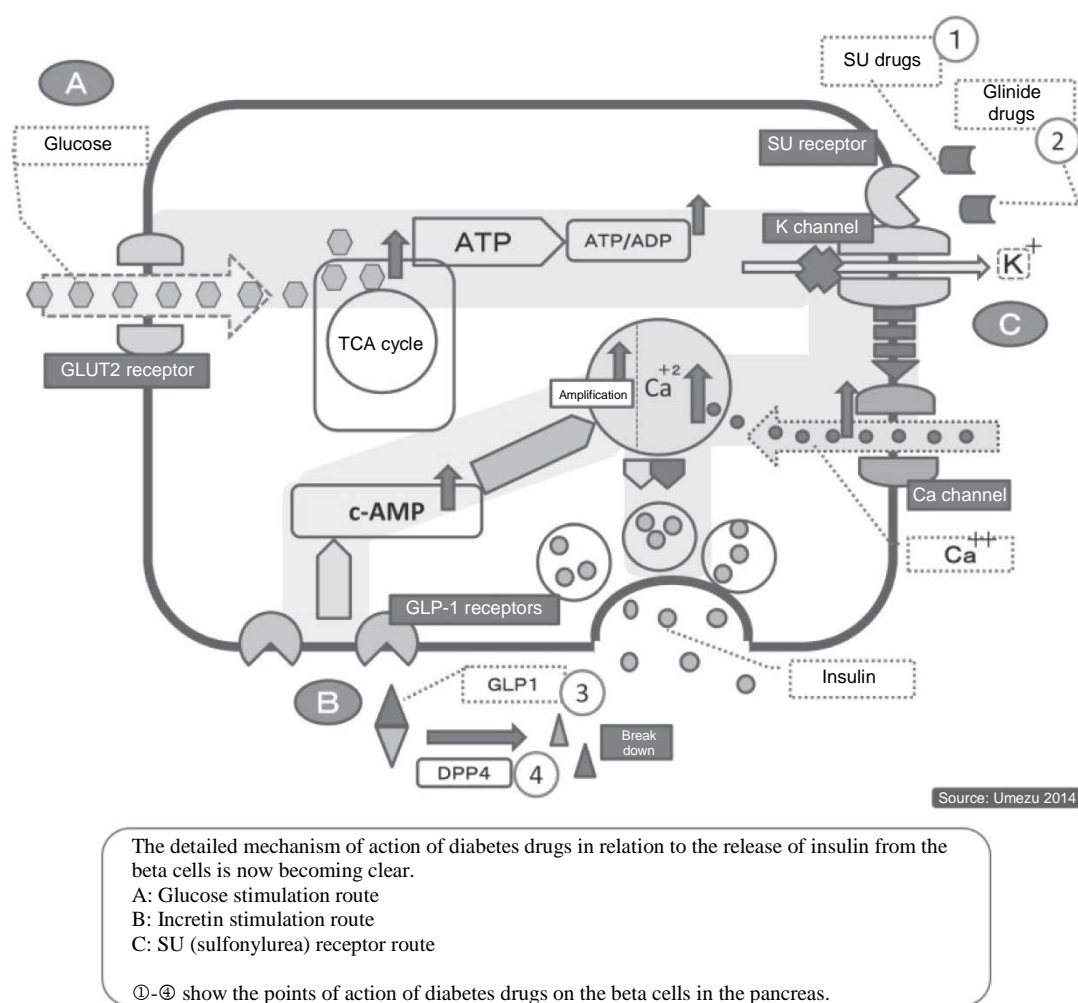 1
SU drugs
A
Glinide
drugs
2
Glucose
SU receptor
K channel
ATP
ATP/ADP
K+
C
TCA cycle
GLUT2 receptor
Amplification
Ca+2
c-AMP
Ca channel
Ca++
GLP-1 receptors
Insulin
B
GLP1
3
Break
down
DPP4
4
Source: Umezu 2014
The detailed mechanism of action of diabetes drugs in relation to the release of insulin from the
beta cells is now becoming clear.
A: Glucose stimulation route
B: Incretin stimulation route
C: SU (sulfonylurea) receptor route
①-④ show the points of action of diabetes drugs on the beta cells in the pancreas.